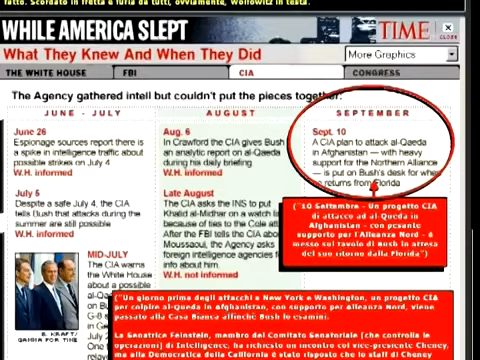 fatto. Scordato in fretta e furia da tutti, ovviamente, Wolfowitz in testa.
WHILE AMERICA SLEPT
TIME
CLOSE
What They Knew And When They Did
More Graphics
THE WHITE HOUSE
FBI
CIA
CONGRESS
The Agency gathered intell but couldn't put the pieces together:
JUNE - JULY
June 26
Espionage sources report there is
a spike in intelligence traffic about
possible strikes on July 4
W.H. informed
July 5
Despite a safe July 4, the CIA
tells Bush that attacks during the
summer are still possible
W.H. informed
MID-JULY
The CIA
warns the
White House
about a
possible
al-Qa
on Bu
G-8 s
in Ge
AUGUST
Aug. 6
In Crawford the CIA gives Bush
an analytic report on al-Qaeda
during his daily briefing
W.H. informed
Late August
The CIA asks the INS to put
Khalid al-Midhar on a watch li
because of ties to the Cole atta
After the FBI tells the CIA of
Moussaoui, the Agency asks
foreign intelligence agencies f
info about him.
W.H. not informed
SEPTEMBER
Sept. 10
A CIA plan to attack al-Qaeda
in Afghanistan — with heavy
support for the Northern Alliance
— is put on Bush's desk for when
he returns from Florida
("10 Settembre - Un progetto CIA
di attacco ad al-Qaeda in
Afghanistan - con pesante
supporto per l'Alleanza Nord - è
messo sul tavolo di Bush in attesa
del suo ritorno dalla Florida")
("Un giorno prima degli attacchi a New York e Washington, un progetto CIA
per colpire al-Qaeda in Afghanistan, con supporto per Alleanza Nord, viene
passato alla Casa Bianca affinchè Bush lo esamini.
La Senatrice Feinstein, membro del Comitato Senatoriale [che controlla le
operazioni] di Intelligence, ha richiesto un incontro col vice-presidente Cheney,
ma alla Democratica della California è stato risposto che lo staff di Cheney